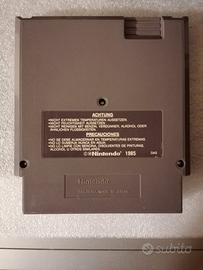 ACHTUNG
•NICHT EXTREMEN TEMPERATUREN AUSSETZEN.
•NICHT FEUCHTIGKEIT AUSSETZEN.
•NICHT REINIGEN MIT BENZIN, VERDÜNNER, ALKOHOL ODER
ÄHNLICHEN FLÜSSIGKEITEN.
PRECAUCIONES
•NO SE DEBE ALMACENAR EN TEMPERATURAS EXTREMAS.
•NO LO SUMERJA NUNCA EN AGUA.
•NO LO LIMPIE CON BENCINA, DISOLVENTES DE PINTURAS,
ALCOHOL U OTROS SIMILARES.
©Nintendo 1985
Nintendo
subito